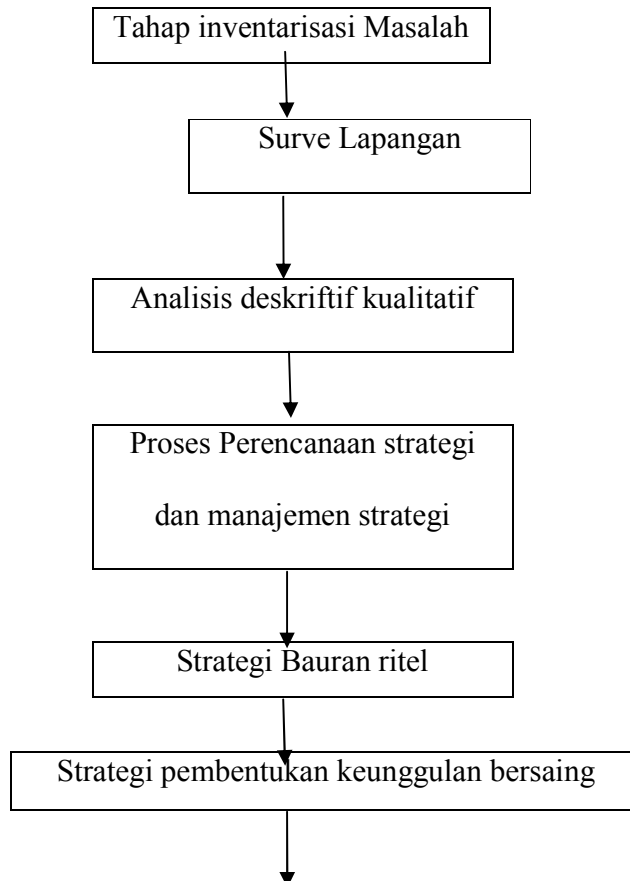 Tahap inventarisasi Masalah
Surve Lapangan
Analisis deskriftif kualitatif
Proses Perencanaan strategi
dan manajemen strategi
Strategi Bauran ritel
Strategi pembentukan keunggulan bersaing